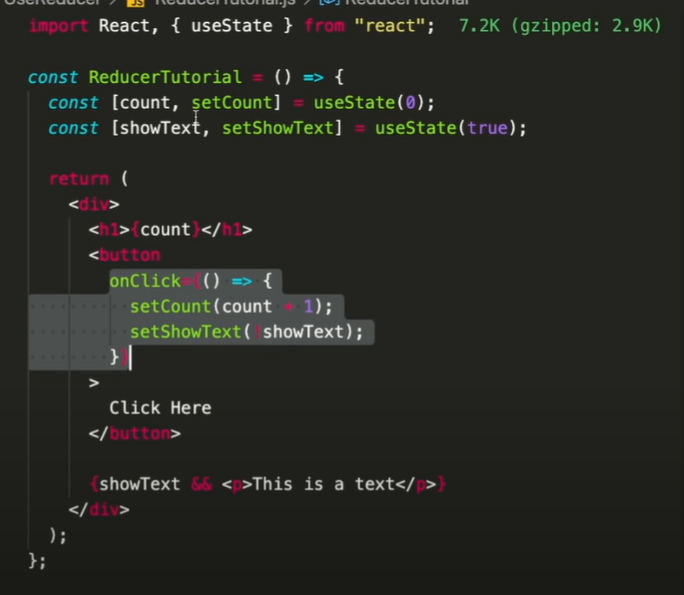 UseReducer > JS ReducerTutorial.js > ReducerTutorial
import React, { useState } from "react"; 7.2K (gzipped: 2.9K)
const ReducerTutorial = () => {
const [count, setCount] = useState(0);
const [showText, setShowText] = useState(true);
return (
<div>
<h1>{count}</h1>
<button
onClick={() => {
setCount(count + 1);
setShowText(!showText);
}}
>
Click Here
</button>
{showText && <p>This is a text</p>}
</div>
);
};